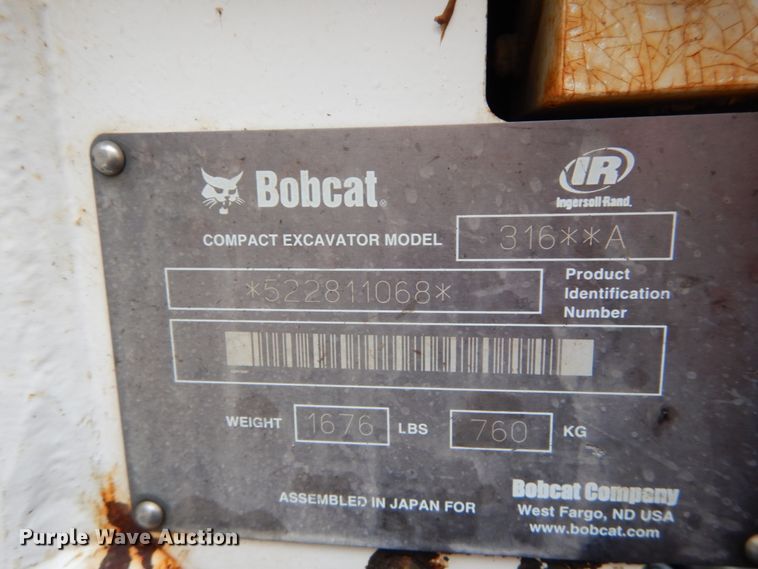 Bobcat®
IR
Ingersoll-Rand.
COMPACT EXCAVATOR MODEL 316**A
*522811068*
Product
Identification
Number
WEIGHT 1676 LBS 760 KG
ASSEMBLED IN JAPAN FOR
Bobcat Company
West Fargo, ND USA
www.bobcat.com
Purple Wave Auction